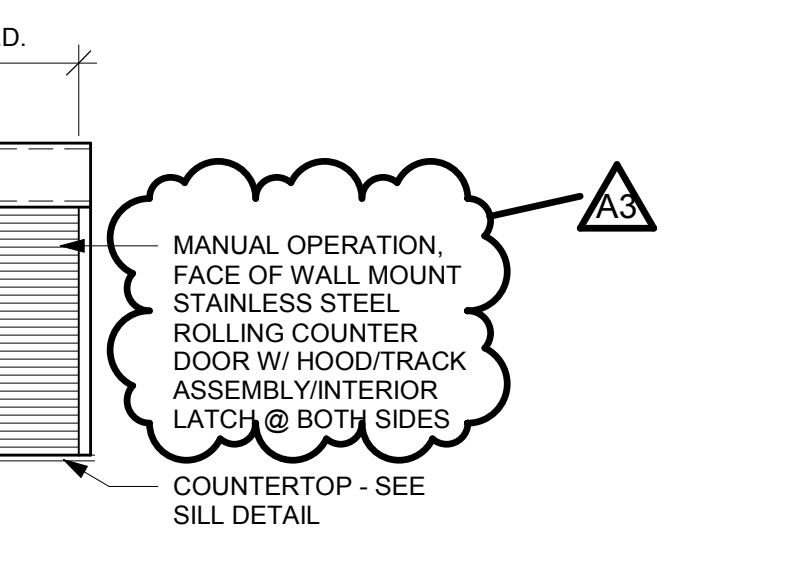 D.
A3
MANUAL OPERATION,
FACE OF WALL MOUNT
STAINLESS STEEL
ROLLING COUNTER
DOOR W/ HOOD/TRACK
ASSEMBLY/INTERIOR
LATCH @ BOTH SIDES
COUNTERTOP - SEE
SILL DETAIL